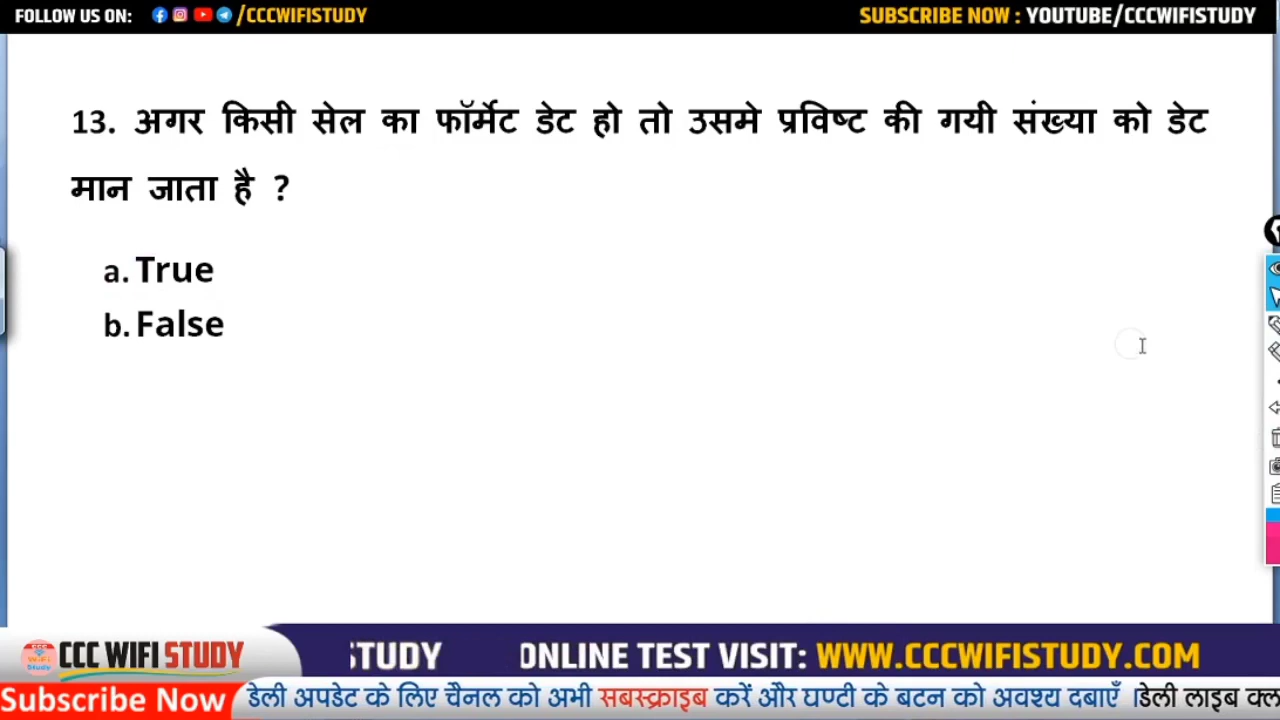 FOLLOW US ON: /CCCWIFISTUDY SUBSCRIBE NOW : YOUTUBE/CCCWIFISTUDY
13. अगर किसी सेल का फॉर्मेट डेट हो तो उसमे प्रविष्ट की गयी संख्या को डेट
मान जाता है ?
a. True
b. False
CCC WIFI STUDY STUDY ONLINE TEST VISIT: WWW.CCCWIFISTUDY.COM
Subscribe Now डेली अपडेट के लिए चैनल को अभी सबस्क्राइब करें और घण्टी के बटन को अवश्य दबाएँ । डेली लाइब